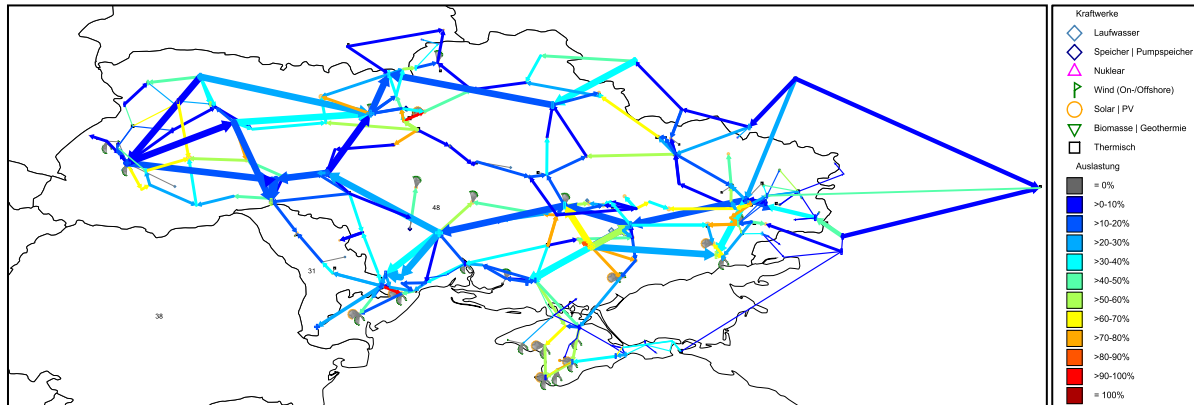 Kraftwerke
Laufwasser
Speicher | Pumpspeicher
Nuklear
Wind (On-/Offshore)
Solar | PV
Biomasse | Geothermie
Thermisch
Auslastung
= 0%
>0-10%
>10-20%
>20-30%
>30-40%
>40-50%
>50-60%
>60-70%
>70-80%
>80-90%
>90-100%
= 100%
48
31
38